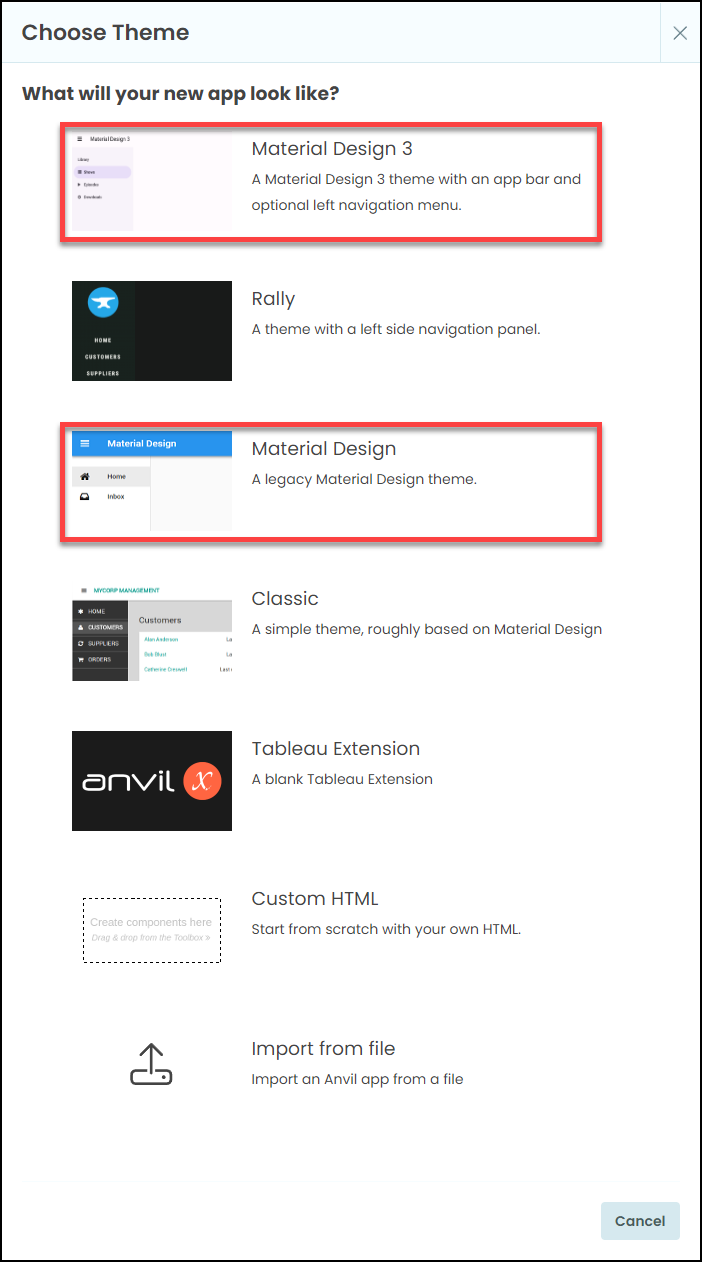 Choose Theme
What will your new app look like?
Material Design 3
Library
Shows
Episodes
Downloads
Material Design 3
A Material Design 3 theme with an app bar and
optional left navigation menu.
HOME
CUSTOMERS
SUPPLIERS
Rally
A theme with a left side navigation panel.
Material Design
Home
Inbox
Material Design
A legacy Material Design theme.
MYCORP MANAGEMENT
HOME
CUSTOMERS
SUPPLIERS
ORDERS
Customers
Alan Anderson
Catherine
Classic
A simple theme, roughly based on Material Design
anvil x
Tableau Extension
A blank Tableau Extension
Create components here
Drag & drop from the Toolbox »
Custom HTML
Start from scratch with your own HTML.
Import from file
Import an Anvil app from a file
Cancel